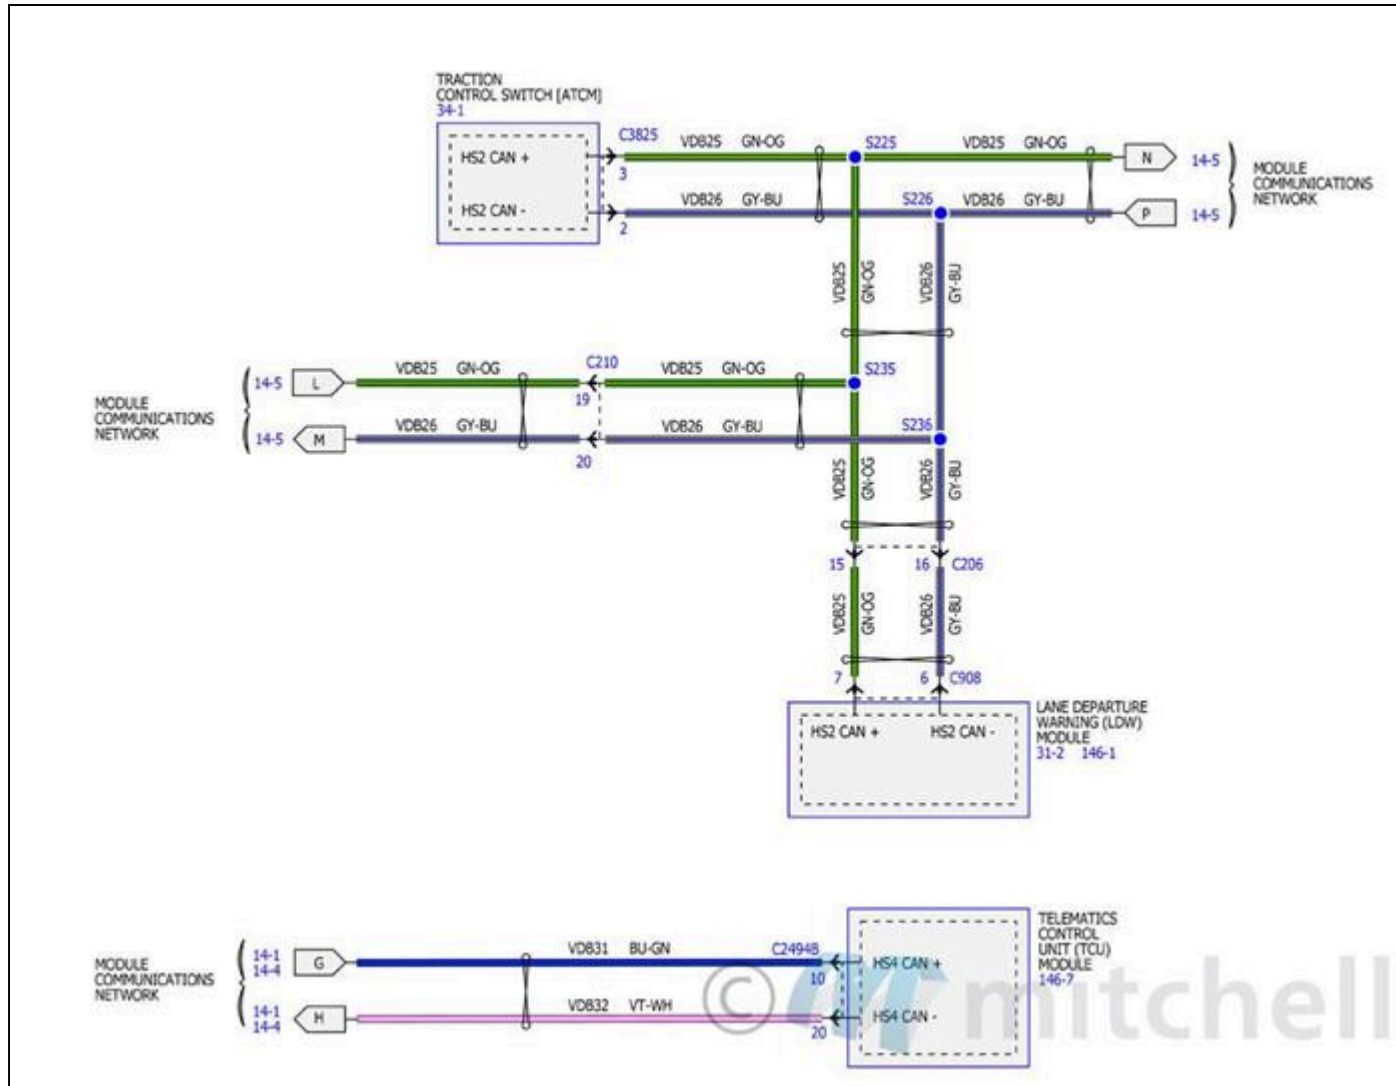 TRACTION
CONTROL SWITCH [ATCM]
34-1
HS2 CAN +
HS2 CAN -
C3825
3
2
VDB25 GN-OG
VDB26 GY-BU
S225
S226
VDB25 GN-OG
VDB26 GY-BU
N
P
14-5
14-5
MODULE
COMMUNICATIONS
NETWORK
VDB25
GN-OG
VDB26
GY-BU
MODULE
COMMUNICATIONS
NETWORK
14-5
14-5
L
M
VDB25 GN-OG
VDB26 GY-BU
C210
19
20
VDB25 GN-OG
VDB26 GY-BU
S235
S236
VDB25
GN-OG
VDB26
GY-BU
15
16
C206
VDB25
GN-OG
VDB26
GY-BU
7
6
C908
HS2 CAN +
HS2 CAN -
LANE DEPARTURE
WARNING (LDW)
MODULE
31-2 146-1
MODULE
COMMUNICATIONS
NETWORK
14-1
14-4
14-1
14-4
G
H
VDB31 BU-GN
VDB32 VT-WH
C2494B
10
20
HS4 CAN +
HS4 CAN -
TELEMATICS
CONTROL
UNIT (TCU)
MODULE
146-7
© mitchell